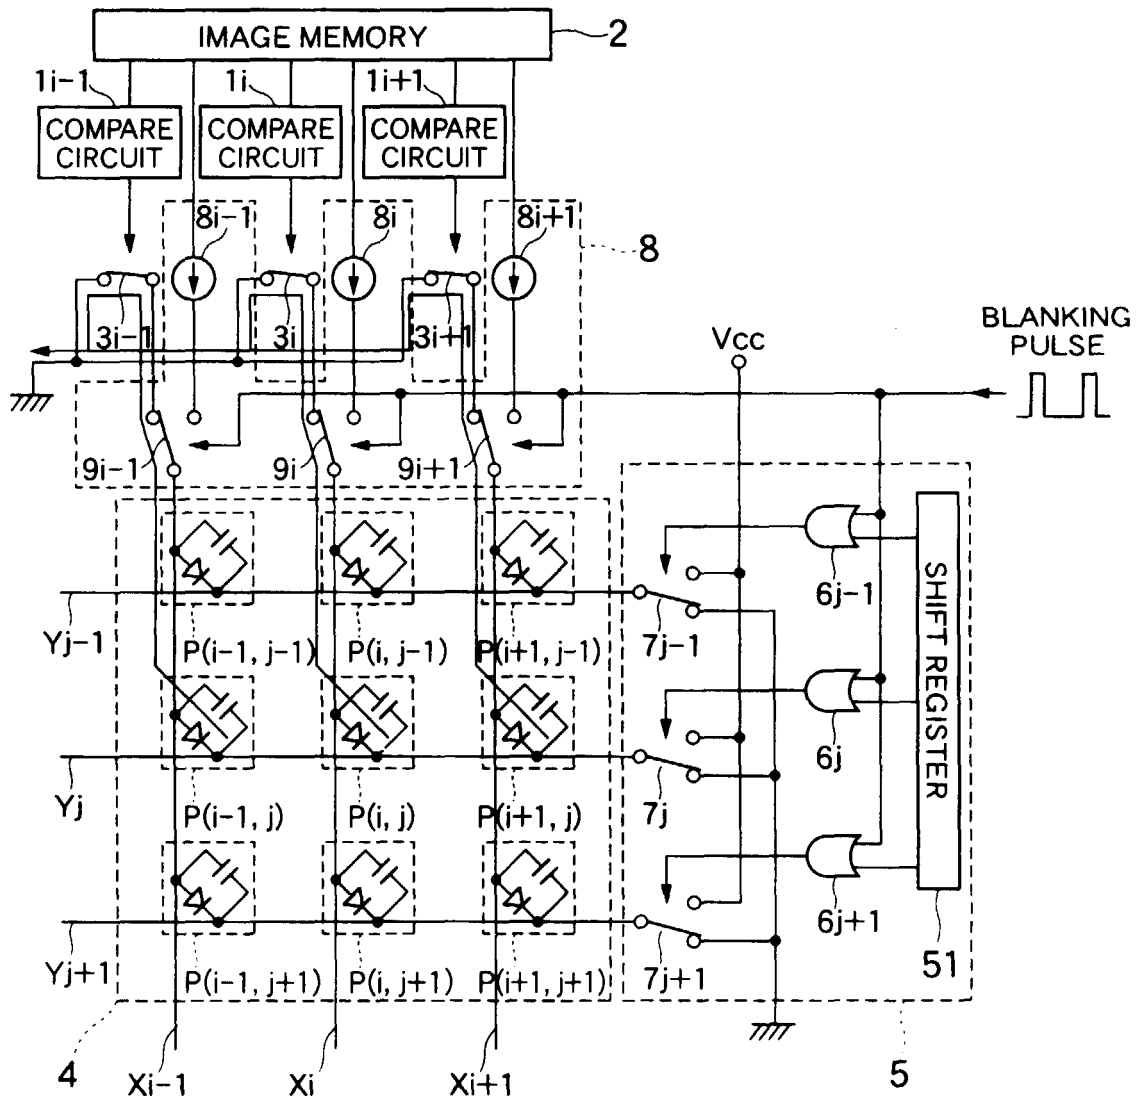 IMAGE MEMORY
2
1i-1
1i
1i+1
COMPARE
CIRCUIT
COMPARE
CIRCUIT
COMPARE
CIRCUIT
8i-1
8i
8i+1
8
3i-1
3i
3i+1
Vcc
BLANKING
PULSE
9i-1
9i
9i+1
6j-1
Yj-1
P(i-1, j-1)
P(i, j-1)
P(i+1, j-1)
7j-1
SHIFT REGISTER
6j
Yj
P(i-1, j)
P(i, j)
P(i+1, j)
7j
6j+1
Yj+1
P(i-1, j+1)
P(i, j+1)
P(i+1, j+1)
7j+1
51
4
Xi-1
Xi
Xi+1
5